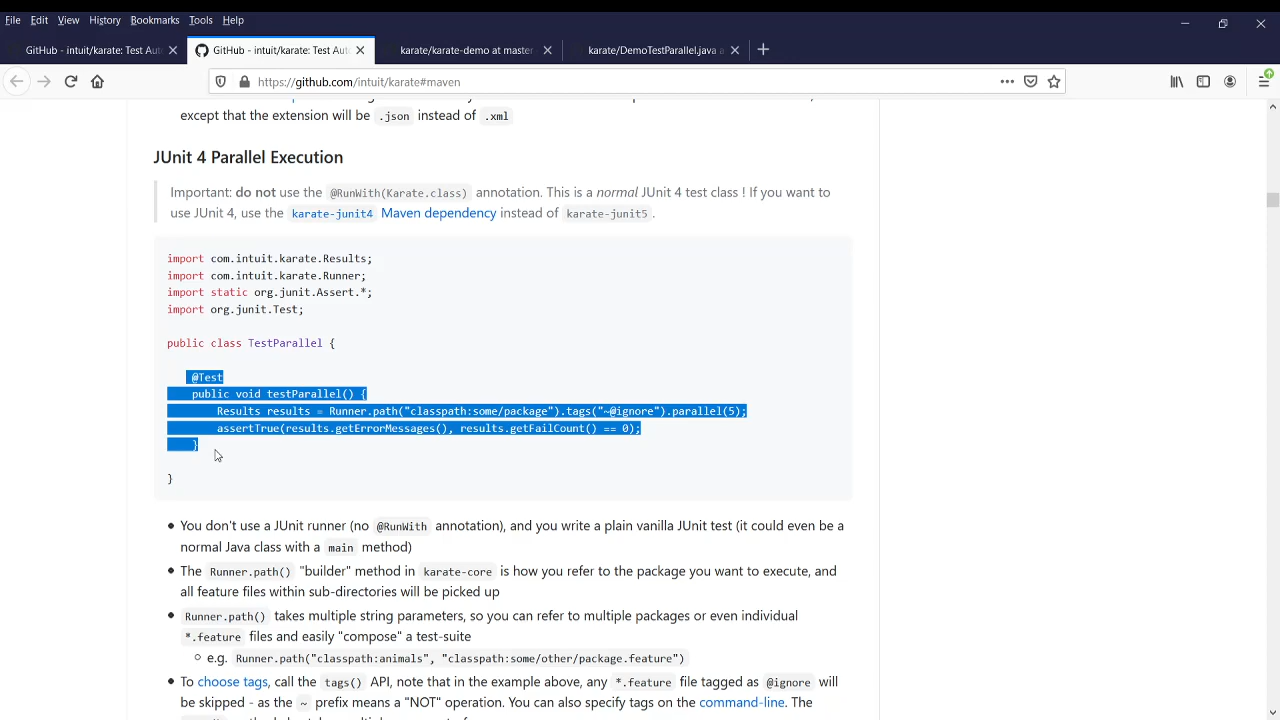 File Edit View History Bookmarks Tools Help
GitHub - intuit/karate: Test Aut
GitHub - intuit/karate: Test Aut
karate/karate-demo at master
karate/DemoTestParallel.java a
https://github.com/intuit/karate#maven
except that the extension will be .json instead of .xml
JUnit 4 Parallel Execution
Important: do not use the @RunWith(Karate.class) annotation. This is a normal JUnit 4 test class ! If you want to
use JUnit 4, use the karate-junit4 Maven dependency instead of karate-junit5.
import com.intuit.karate.Results;
import com.intuit.karate.Runner;
import static org.junit.Assert.*;
import org.junit.Test;
public class TestParallel {
@Test
public void testParallel() {
Results results = Runner.path("classpath:some/package").tags("~@ignore").parallel(5);
assertTrue(results.getErrorMessages(), results.getFailCount() == 0);
}
}
You don't use a JUnit runner (no @RunWith annotation), and you write a plain vanilla JUnit test (it could even be a
normal Java class with a main method)
The Runner.path() "builder" method in karate-core is how you refer to the package you want to execute, and
all feature files within sub-directories will be picked up
Runner.path() takes multiple string parameters, so you can refer to multiple packages or even individual
*.feature files and easily "compose" a test-suite
e.g. Runner.path("classpath:animals", "classpath:some/other/package.feature")
To choose tags, call the tags() API, note that in the example above, any *.feature file tagged as @ignore will
be skipped - as the ~ prefix means a "NOT" operation. You can also specify tags on the command-line. The